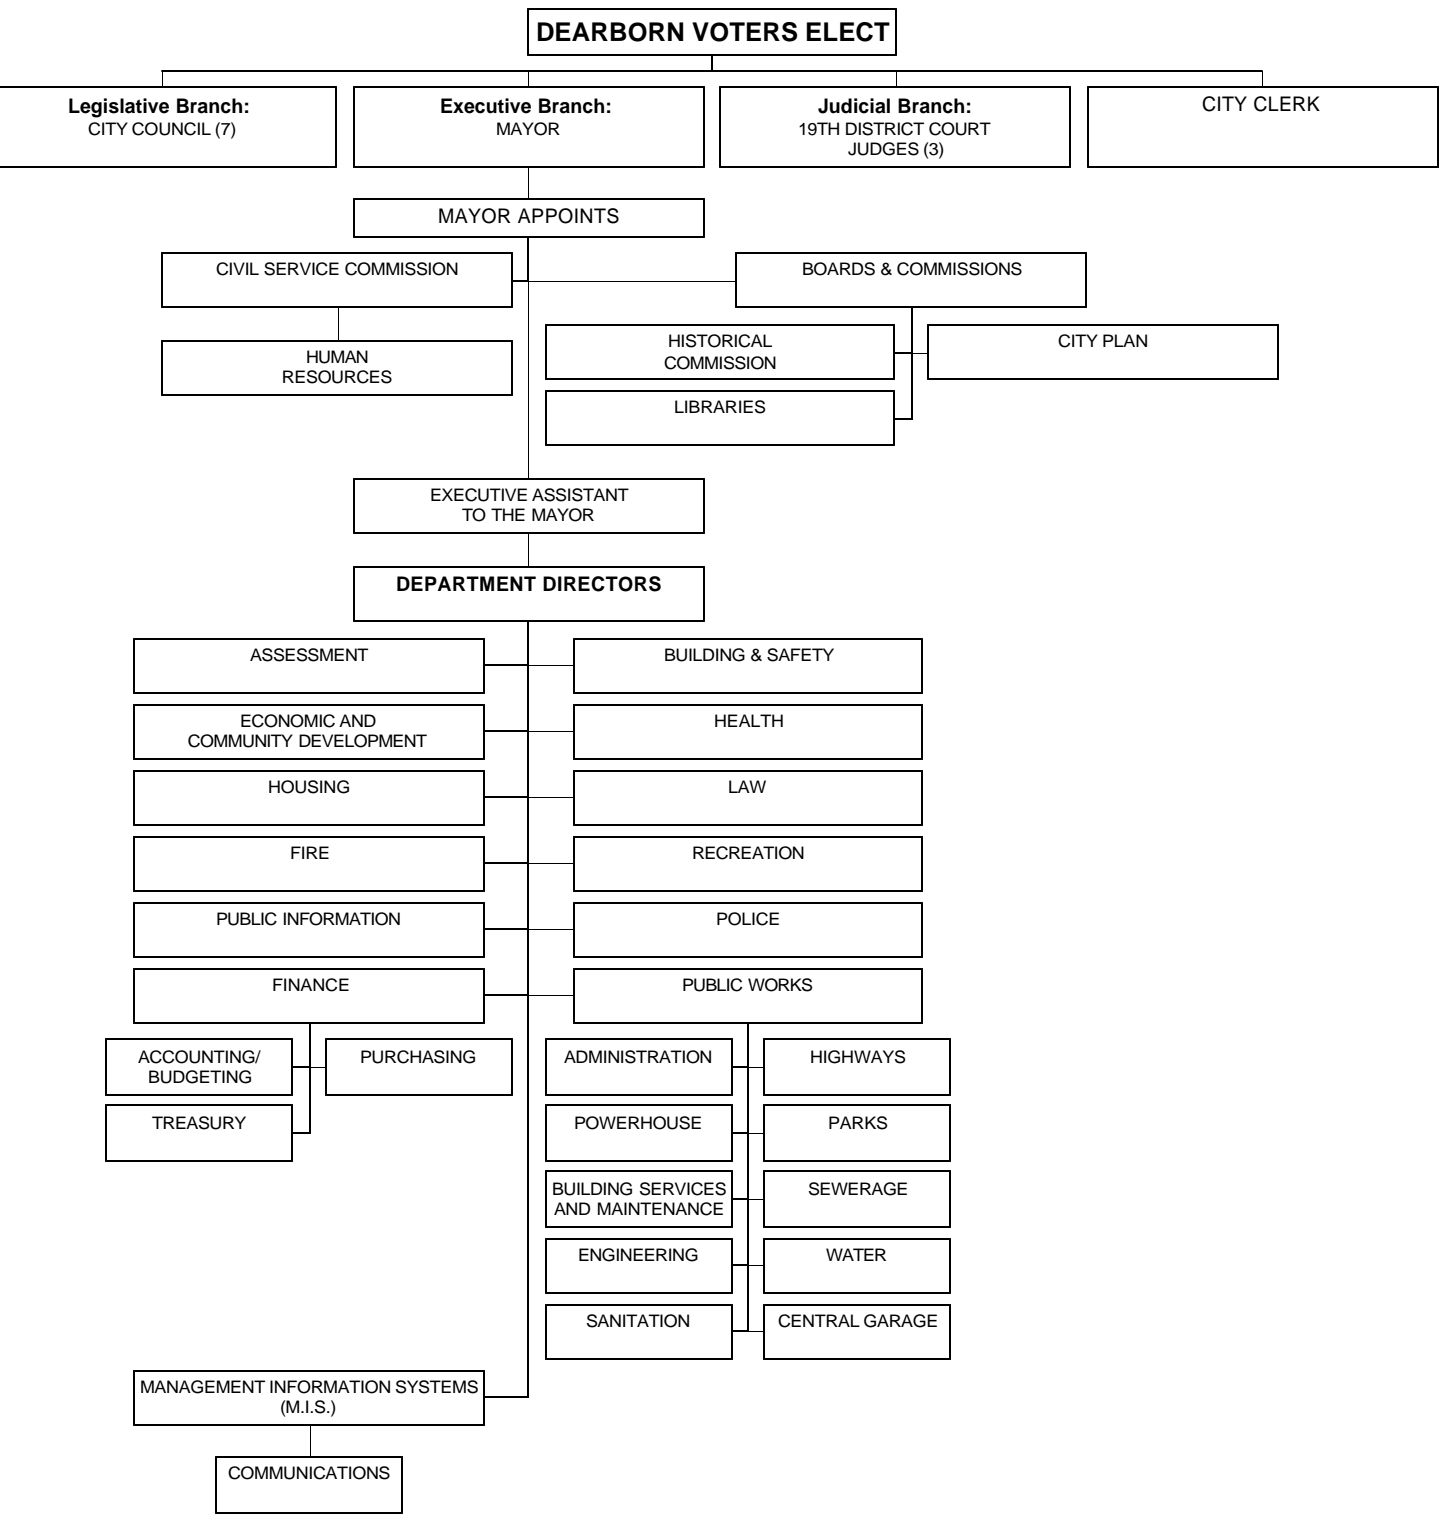 DEARBORN VOTERS ELECT
Legislative Branch:
CITY COUNCIL (7)
Executive Branch:
MAYOR
Judicial Branch:
19TH DISTRICT COURT
JUDGES (3)
CITY CLERK
MAYOR APPOINTS
CIVIL SERVICE COMMISSION
BOARDS & COMMISSIONS
HUMAN
RESOURCES
HISTORICAL
COMMISSION
CITY PLAN
LIBRARIES
EXECUTIVE ASSISTANT
TO THE MAYOR
DEPARTMENT DIRECTORS
ASSESSMENT
BUILDING & SAFETY
ECONOMIC AND
COMMUNITY DEVELOPMENT
HEALTH
HOUSING
LAW
FIRE
RECREATION
PUBLIC INFORMATION
POLICE
FINANCE
PUBLIC WORKS
ACCOUNTING/
BUDGETING
PURCHASING
TREASURY
ADMINISTRATION
HIGHWAYS
POWERHOUSE
PARKS
BUILDING SERVICES
AND MAINTENANCE
SEWERAGE
ENGINEERING
WATER
SANITATION
CENTRAL GARAGE
MANAGEMENT INFORMATION SYSTEMS
(M.I.S.)
COMMUNICATIONS